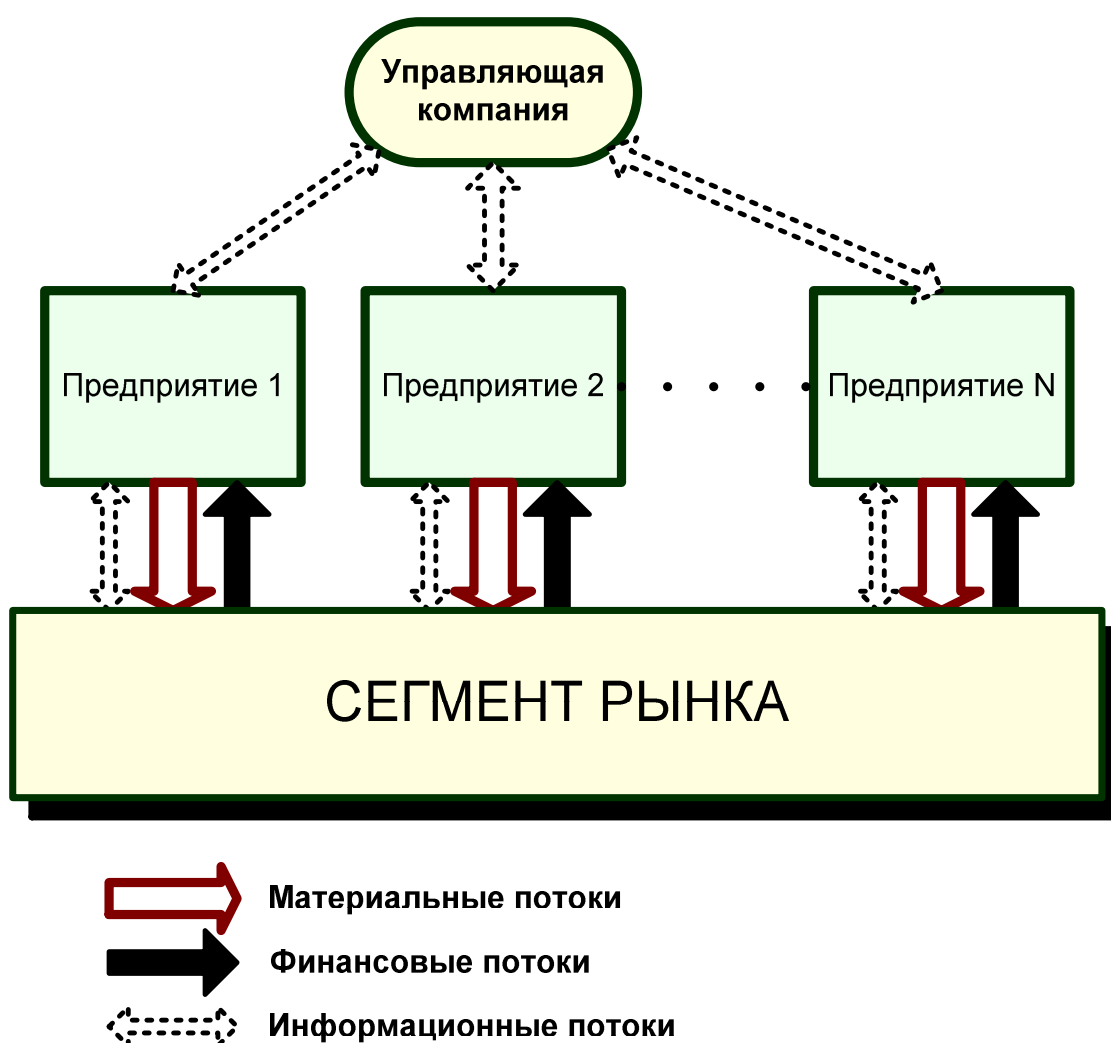 Управляющая
компания
Предприятие 1
Предприятие 2
Предприятие N
СЕГМЕНТ РЫНКА
Материальные потоки
Финансовые потоки
Информационные потоки